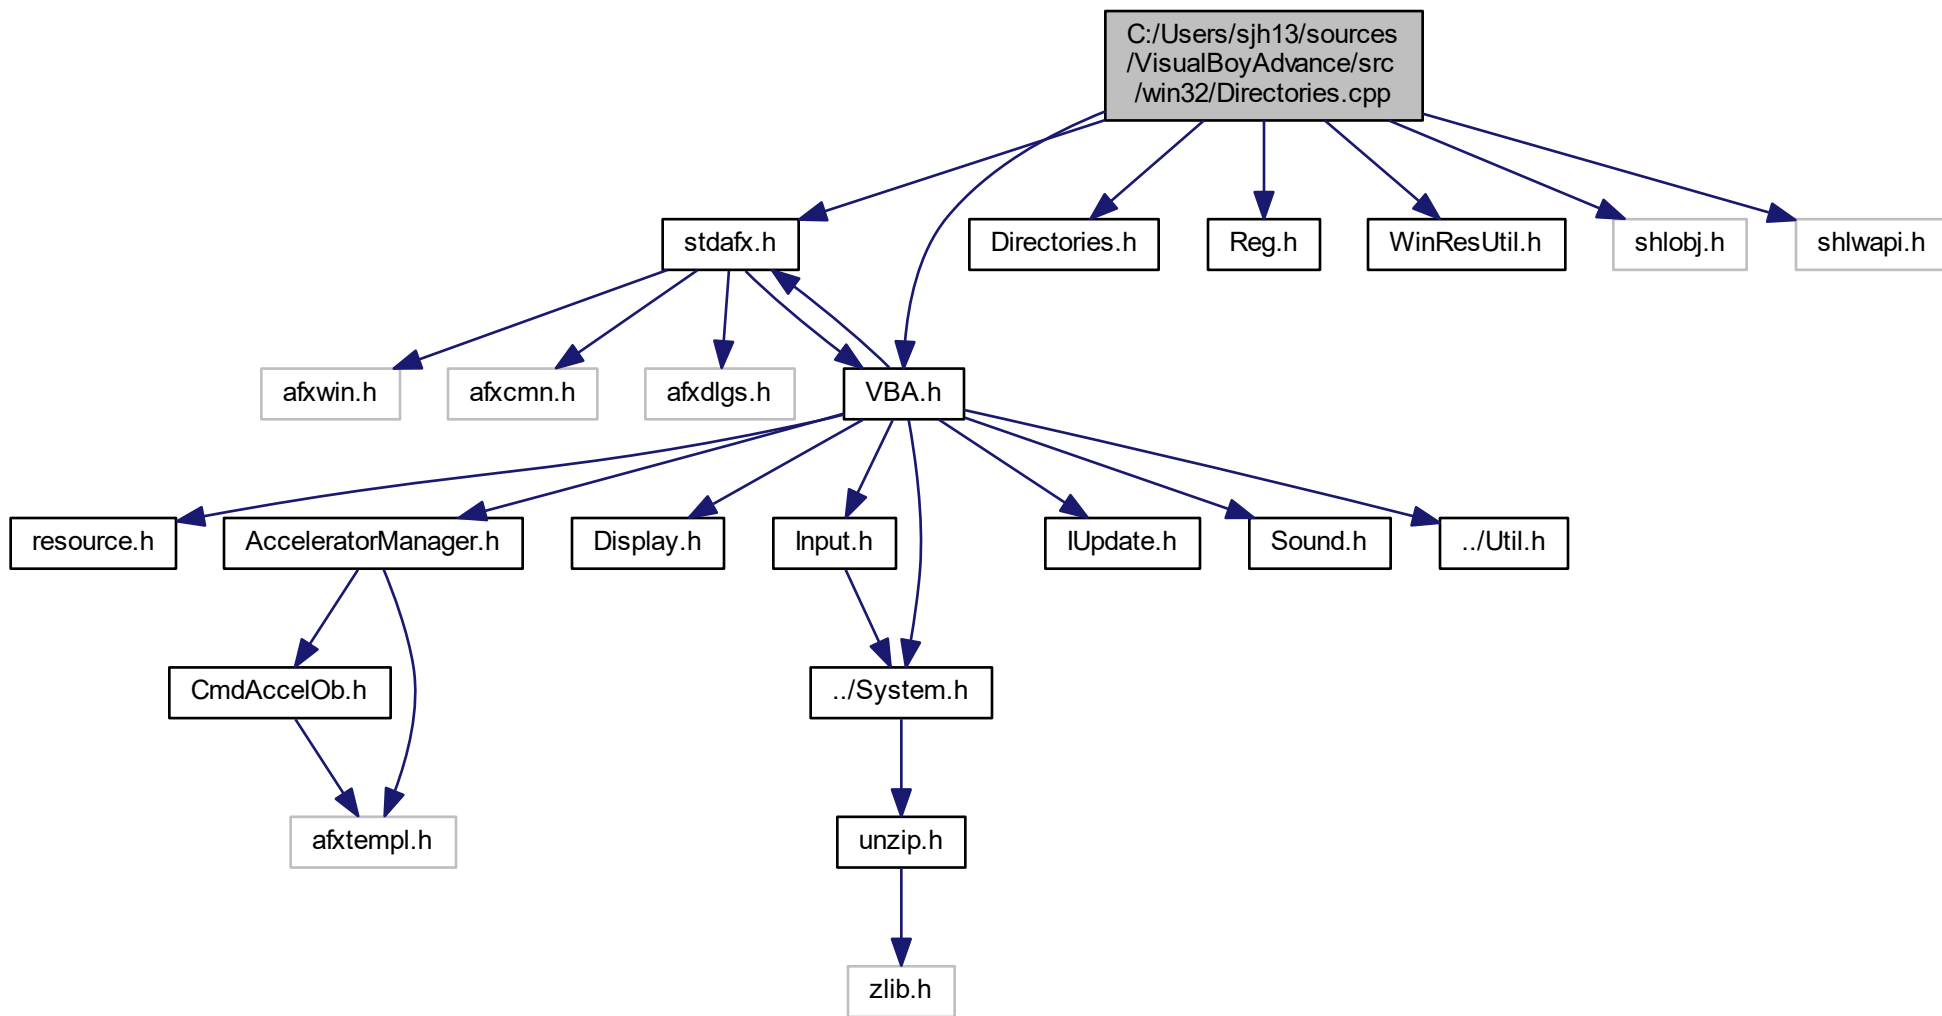 C:/Users/sjh13/sources
/VisualBoyAdvance/src
/win32/Directories.cpp
stdafx.h
Directories.h
Reg.h
WinResUtil.h
shlobj.h
shlwapi.h
afxwin.h
afxcmn.h
afxdlgs.h
VBA.h
resource.h
AcceleratorManager.h
Display.h
Input.h
IUpdate.h
Sound.h
../Util.h
CmdAccelOb.h
../System.h
afxtempl.h
unzip.h
zlib.h